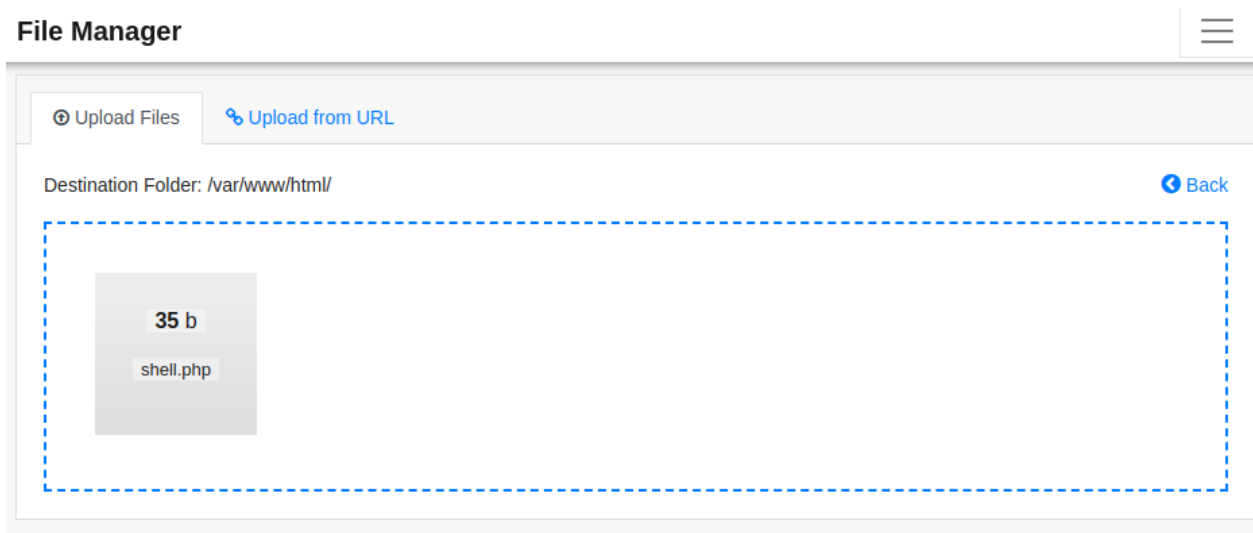 File Manager
Upload Files
Upload from URL
Destination Folder: /var/www/html/
Back
35 b
shell.php